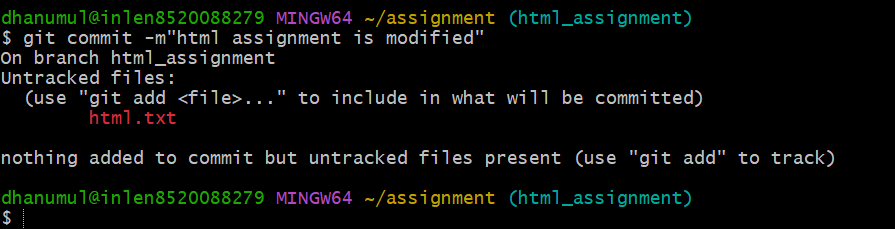 dhanumul@inlen8520088279 MINGW64 ~/assignment (html_assignment)
$ git commit -m"html assignment is modified"
On branch html_assignment
Untracked files:
  (use "git add <file>..." to include in what will be committed)
        html.txt

nothing added to commit but untracked files present (use "git add" to track)

dhanumul@inlen8520088279 MINGW64 ~/assignment (html_assignment)
$